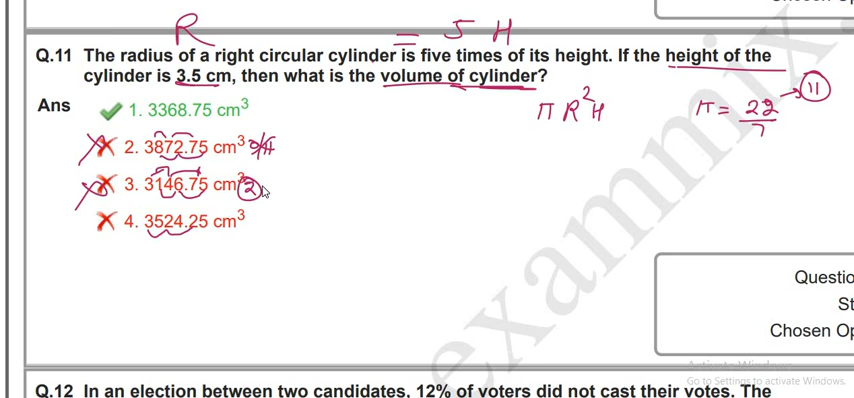 R = 5 H
Q.11 The radius of a right circular cylinder is five times of its height. If the height of the
cylinder is 3.5 cm, then what is the volume of cylinder?
π R²H
π = 22/7 → 11
Ans 1. 3368.75 cm³
2. 3872.75 cm³
3. 3146.75 cm³ 2
4. 3524.25 cm³
exammix.
Questio
St
Chosen Op
Go to Settings to activate Windows.
Q.12 In an election between two candidates, 12% of voters did not cast their votes. The